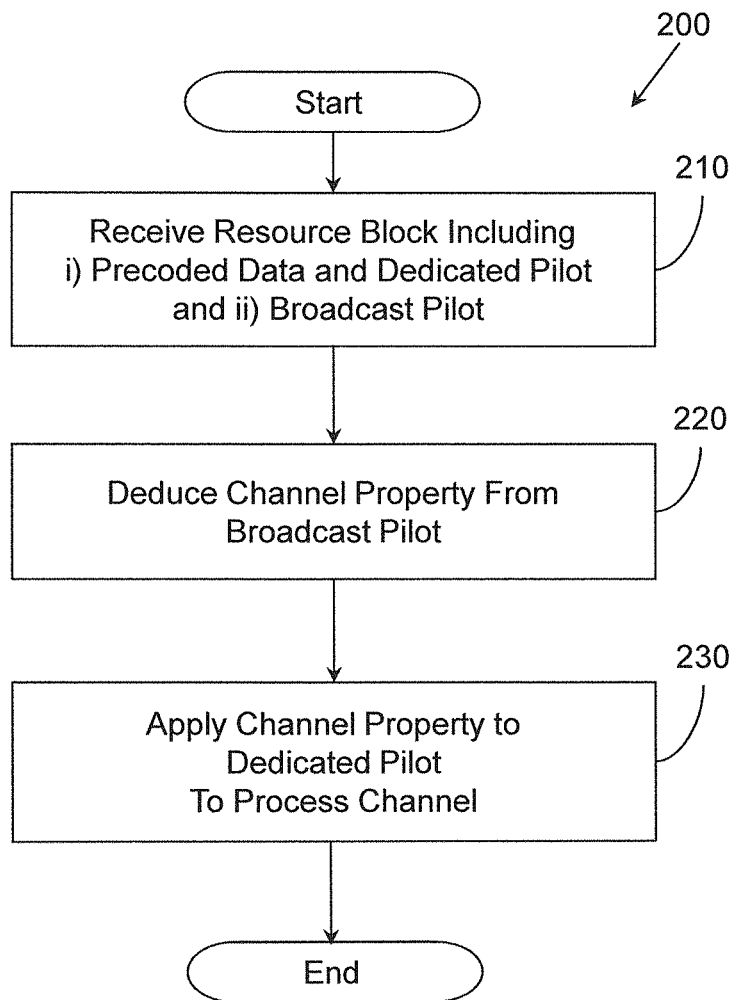 200
Start
210
Receive Resource Block Including
i) Precoded Data and Dedicated Pilot
and ii) Broadcast Pilot
220
Deduce Channel Property From
Broadcast Pilot
230
Apply Channel Property to
Dedicated Pilot
To Process Channel
End